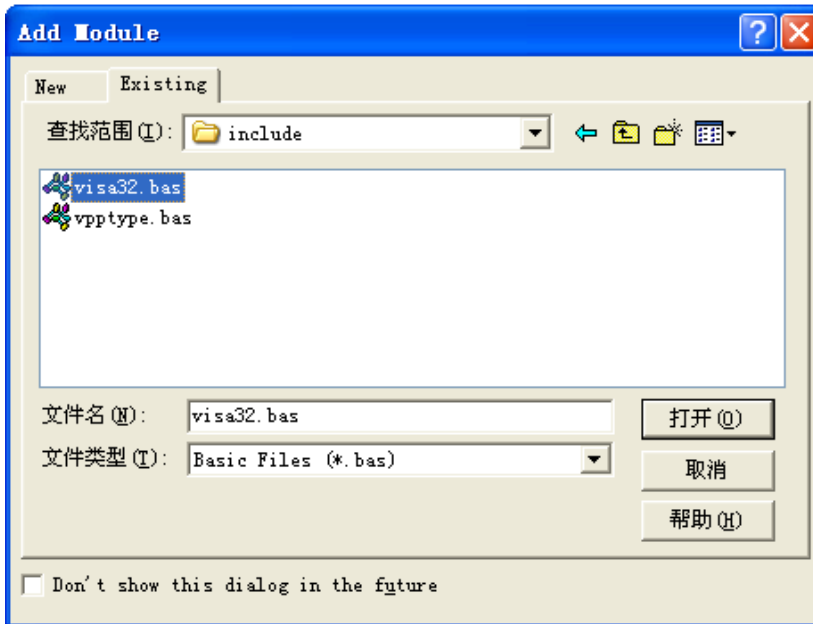 Add Module
New Existing
查找范围(I): include
visa32.bas
vpptype.bas
文件名(N): visa32.bas 打开(O)
文件类型(T): Basic Files (*.bas) 取消
帮助(H)
Don't show this dialog in the future